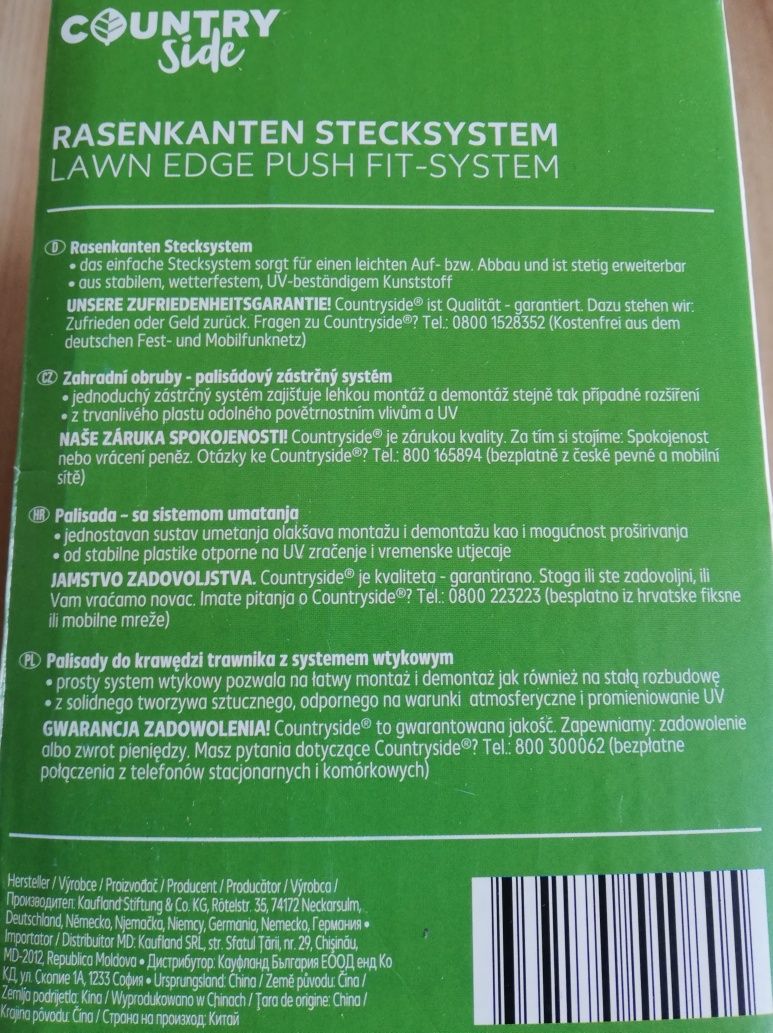 COUNTRY
Side
RASENKANTEN STECKSYSTEM
LAWN EDGE PUSH FIT-SYSTEM
D Rasenkanten Stecksystem
• das einfache Stecksystem sorgt für einen leichten Auf- bzw. Abbau und ist stetig erweiterbar
• aus stabilem, wetterfestem, UV-beständigem Kunststoff
UNSERE ZUFRIEDENHEITSGARANTIE! Countryside® ist Qualität - garantiert. Dazu stehen wir:
Zufrieden oder Geld zurück. Fragen zu Countryside®? Tel.: 0800 1528352 (Kostenfrei aus dem
deutschen Fest- und Mobilfunknetz)
CZ Zahradní obruby - palisádový zástrčný systém
• jednoduchý zástrčný systém zajišťuje lehkou montáž a demontáž stejně tak případné rozšíření
• z trvanlivého plastu odolného povětrnostním vlivům a UV
NAŠE ZÁRUKA SPOKOJENOSTI! Countryside® je zárukou kvality. Za tím si stojíme: Spokojenost
nebo vrácení peněz. Otázky ke Countryside®? Tel.: 800 165894 (bezplatně z české pevné a mobilní
sítě)
HR Palisada – sa sistemom umatanja
• jednostavan sustav umetanja olakšava montažu i demontažu kao i mogućnost proširivanja
• od stabilne plastike otporne na UV zračenje i vremenske utjecaje
JAMSTVO ZADOVOLJSTVA. Countryside® je kvaliteta - garantirano. Stoga ili ste zadovoljni, ili
Vam vraćamo novac. Imate pitanja o Countryside®? Tel.: 0800 223223 (besplatno iz hrvatske fiksne
ili mobilne mreže)
PL Palisady do krawędzi trawnika z systemem wtykowym
• prosty system wtykowy pozwala na łatwy montaż i demontaż jak również na stałą rozbudowę
• z solidnego tworzywa sztucznego, odpornego na warunki atmosferyczne i promieniowanie UV
GWARANCJA ZADOWOLENIA! Countryside® to gwarantowana jakość. Zapewniamy: zadowolenie
albo zwrot pieniędzy. Masz pytania dotyczące Countryside®? Tel.: 800 300062 (bezpłatne
połączenia z telefonów stacjonarnych i komórkowych)
Hersteller / Výrobce / Proizvođač / Producent / Producător / Výrobca /
Производител: Kaufland Stiftung & Co. KG, Rötelstr. 35, 74172 Neckarsulm,
Deutschland, Německo, Njemačka, Niemcy, Germania, Nemecko, Германия •
Importator / Distribuitor MD: Kaufland SRL, str. Sfatul Țării, nr. 29, Chișinău,
MD-2012, Republica Moldova • Дистрибутор: Кауфланд България ЕООД енд Ко
КД, ул. Скопие 1А, 1233 София • Ursprungsland: China / Země původu: Čína /
Zemlja podrijetla: Kina / Wyprodukowano w Chinach / Țara de origine: China /
Krajina pôvodu: Čína / Страна на произход: Китай